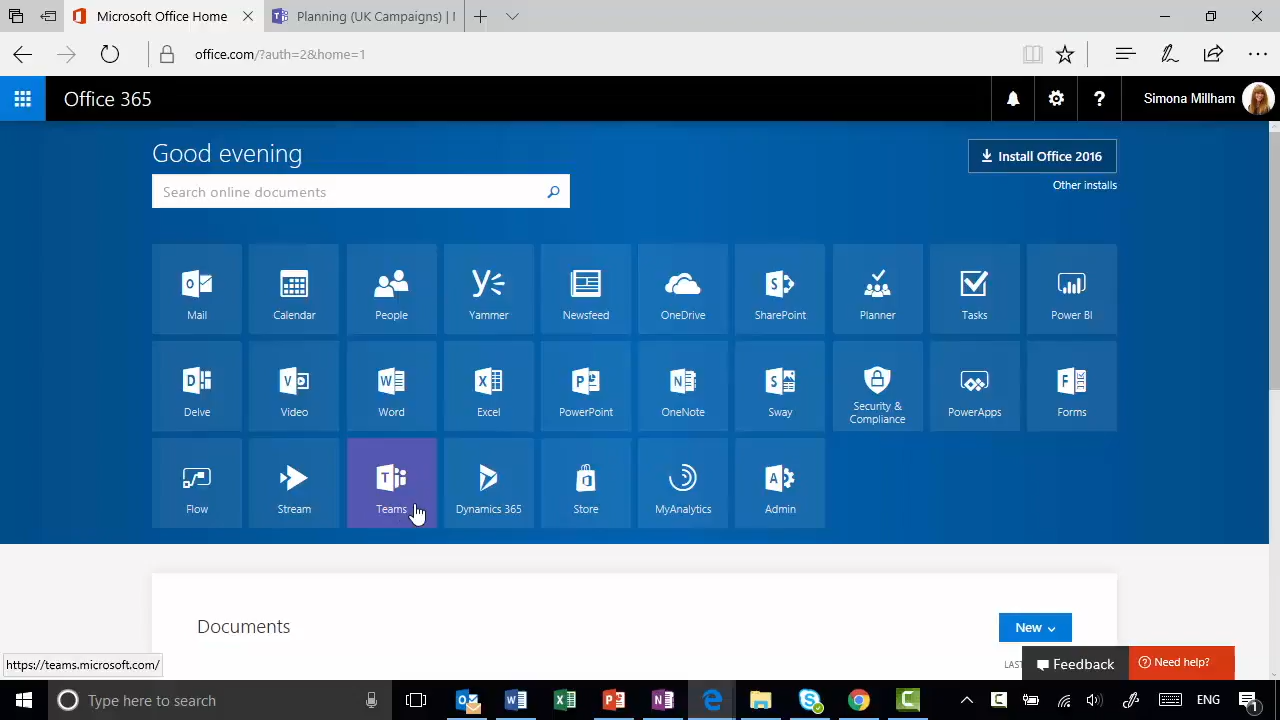 Microsoft Office Home
Planning (UK Campaigns) |
office.com/?auth=2&home=1
Office 365
Simona Millham
Good evening
Install Office 2016
Search online documents
Other installs
Mail
Calendar
People
Yammer
Newsfeed
OneDrive
SharePoint
Planner
Tasks
Power BI
Delve
Video
Word
Excel
PowerPoint
OneNote
Sway
Security &
Compliance
PowerApps
Forms
Flow
Stream
Teams
Dynamics 365
Store
MyAnalytics
Admin
Documents
New
LAS
https://teams.microsoft.com/
Feedback
Need help?
Type here to search
ENG
1